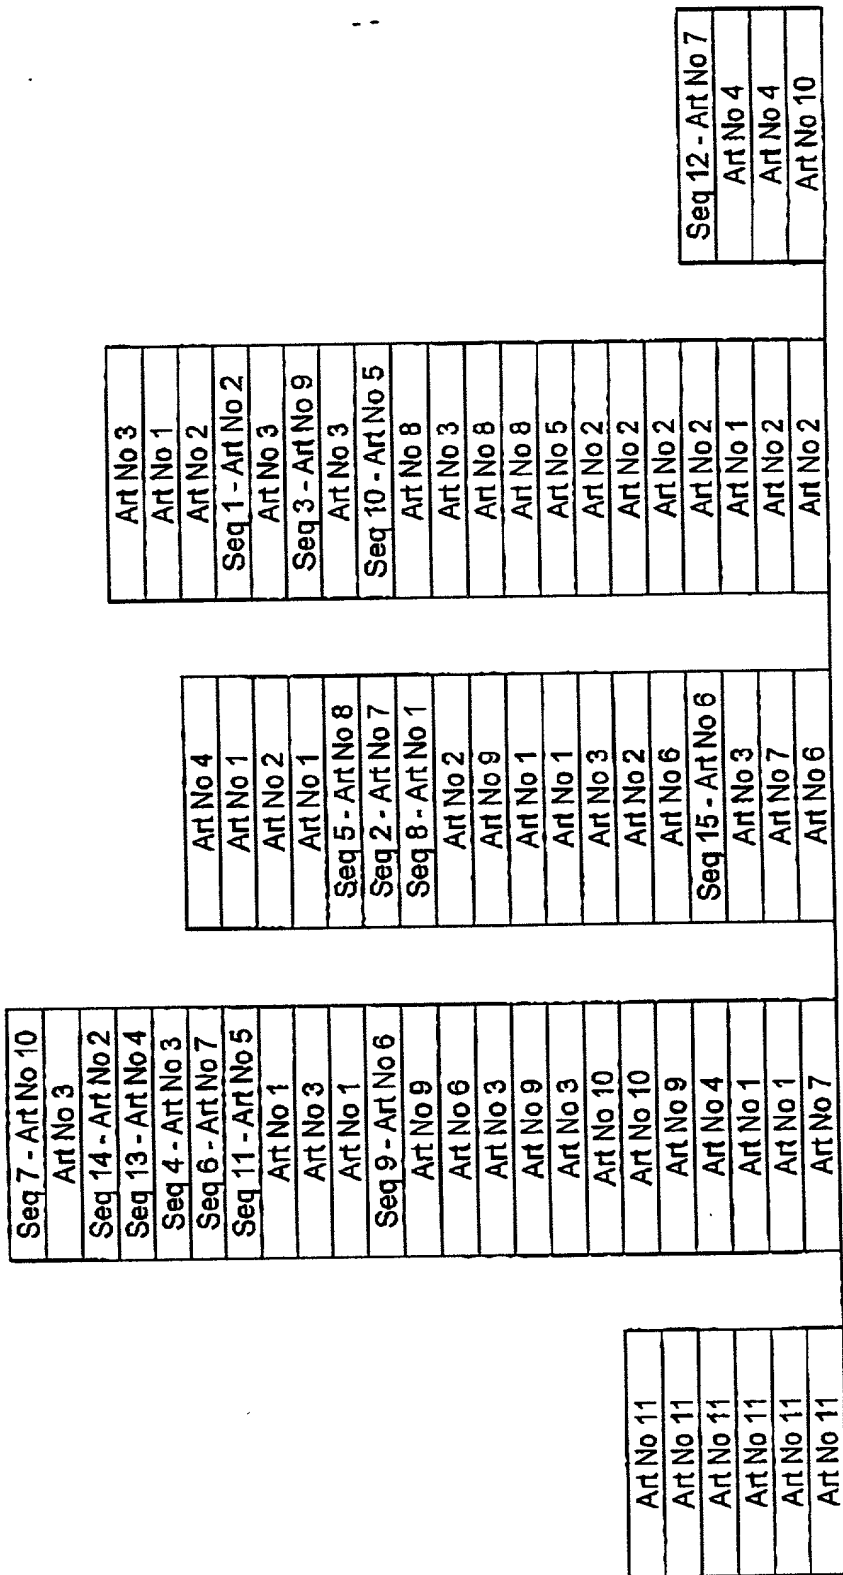 Art No 11
Art No 11
Art No 11
Art No 11
Art No 11
Art No 11
Seq 7 - Art No 10
Art No 3
Seq 14 - Art No 2
Seq 13 - Art No 4
Seq 4 - Art No 3
Seq 6 - Art No 7
Seq 11 - Art No 5
Art No 1
Art No 3
Art No 1
Seq 9 - Art No 6
Art No 9
Art No 6
Art No 3
Art No 9
Art No 3
Art No 10
Art No 10
Art No 9
Art No 4
Art No 1
Art No 1
Art No 7
Art No 4
Art No 1
Art No 2
Art No 1
Seq 5 - Art No 8
Seq 2 - Art No 7
Seq 8 - Art No 1
Art No 2
Art No 9
Art No 1
Art No 1
Art No 3
Art No 2
Art No 6
Seq 15 - Art No 6
Art No 3
Art No 7
Art No 6
Art No 3
Art No 1
Art No 2
Seq 1 - Art No 2
Art No 3
Seq 3 - Art No 9
Art No 3
Seq 10 - Art No 5
Art No 8
Art No 3
Art No 8
Art No 8
Art No 5
Art No 2
Art No 2
Art No 2
Art No 2
Art No 1
Art No 2
Art No 2
Seq 12 - Art No 7
Art No 4
Art No 4
Art No 10